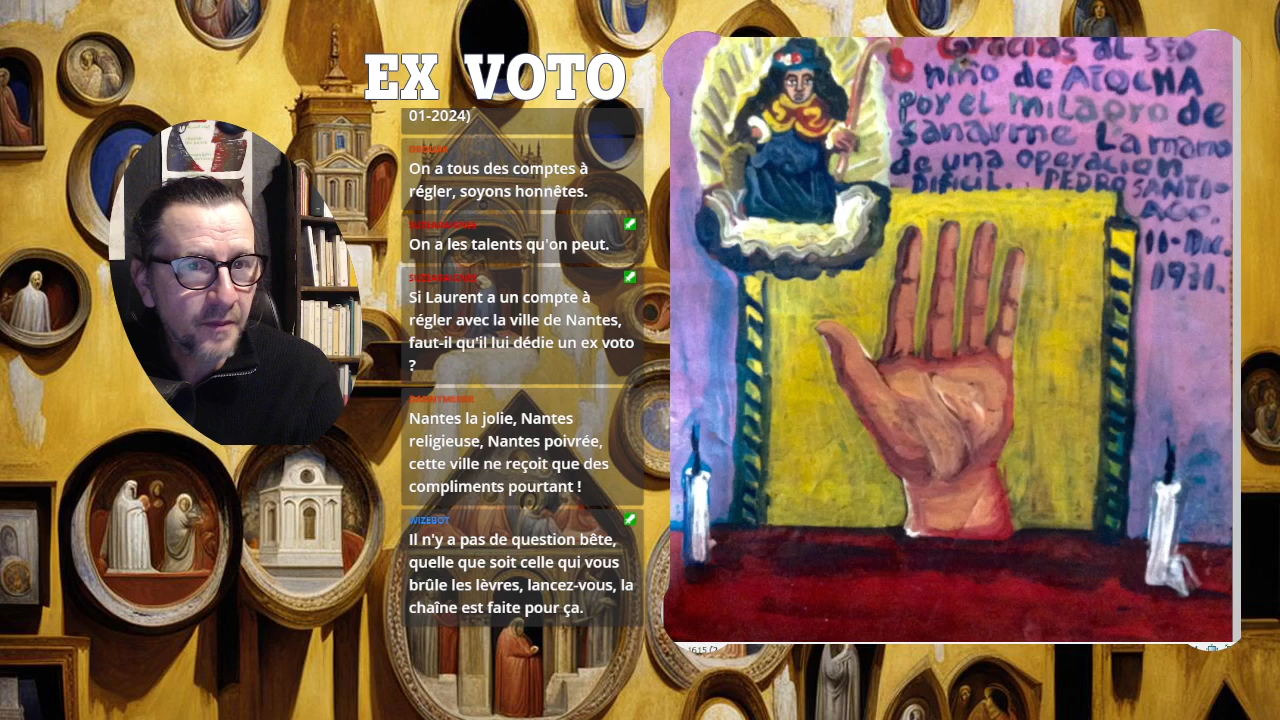 EX VOTO
01-2024)
On a tous des comptes à
régler, soyons honnêtes.
On a les talents qu'on peut.
Si Laurent a un compte à
régler avec la ville de Nantes,
faut-il qu'il lui dédie un ex voto
?
Nantes la jolie, Nantes
religieuse, Nantes poivrée,
cette ville ne reçoit que des
compliments pourtant !
WIZEBOT
Il n'y a pas de question bête,
quelle que soit celle qui vous
brûle les lèvres, lancez-vous, la
chaîne est faite pour ça.
Gracias al Sto
niño de ATOCHA
por el milagro de
sanarme. La mano
de una operacion
DIFICIL. PEDRO SANTI-
AGO.
11-Dic.
1931.